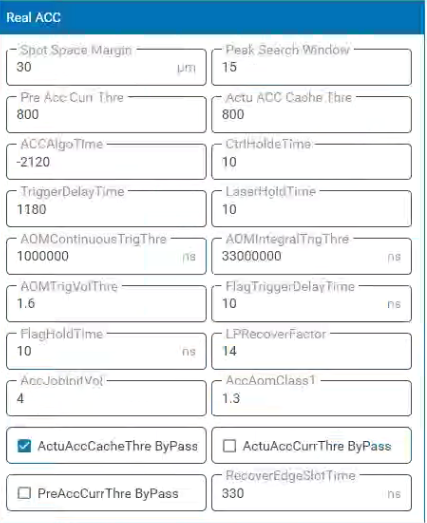 Real ACC
Spot Space Margin Peak Search Window
30 μm 15
Pre Acc Curr Thre Actu ACC Cache Thre
800 800
ACCAlgoTime CtrlHoldeTime
-2120 10
TriggerDelayTime LaserHoldTime
1180 10
AOMContinuousTrigThre AOMIntegralTrigThre
1000000 ns 33000000 ns
AOMTrigVolThre FlagTriggerDelayTime
1.6 10 ns
FlagHoldTime LPRecoverFactor
10 ns 14
AccJobInitVol AccAomClass1
4 1.3
ActuAccCacheThre ByPass ActuAccCurrThre ByPass
PreAccCurrThre ByPass RecoverEdgeSlotTime
330 ns